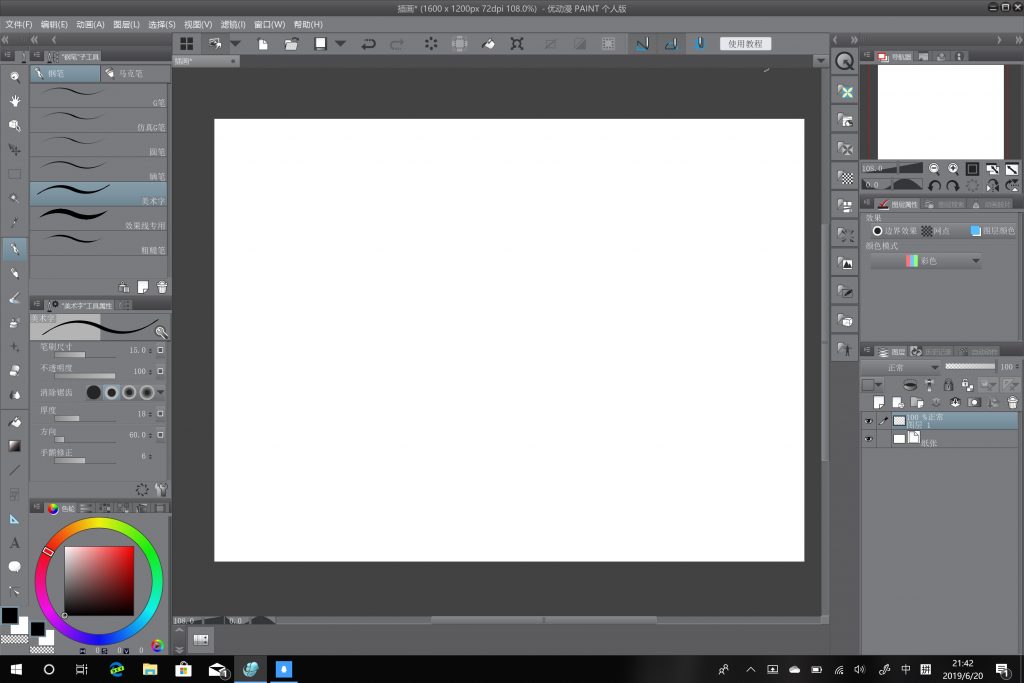 插画* (1600 x 1200px 72dpi 108.0%) - 优动漫 PAINT 个人版
文件(F) 编辑(E) 动画(A) 图层(L) 选择(S) 视图(V) 滤镜(I) 窗口(W) 帮助(H)
"钢笔"子工具
使用教程
插画*
导航器
钢笔 马克笔
G笔
仿真G笔
圆笔
美术字
效果线专用
粗糙笔
"美术字"工具属性
美术字
笔刷尺寸 15.0
不透明度 100
消除锯齿
厚度 18
方向 60.0
手颤修正 6
色轮
H 0 S 0 V 0
108.0 0.0
108.0
0.0
图层属性
效果
边界效果 网点 图层颜色
颜色模式
彩色
图层
正常 100
100 %正常
图层 1
纸张
A
中
21:42
2019/6/20